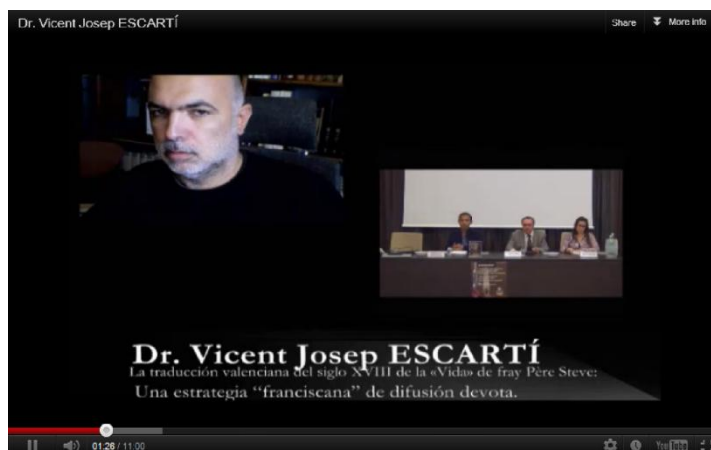 Dr. Vicent Josep ESCARTÍ
Share
More info
Dr. Vicent Josep ESCARTÍ
La traducción valenciana del siglo XVIII de la «Vida» de fray Père Steve:
Una estrategia “franciscana” de difusión devota.
01:26 / 11:00
YouTube